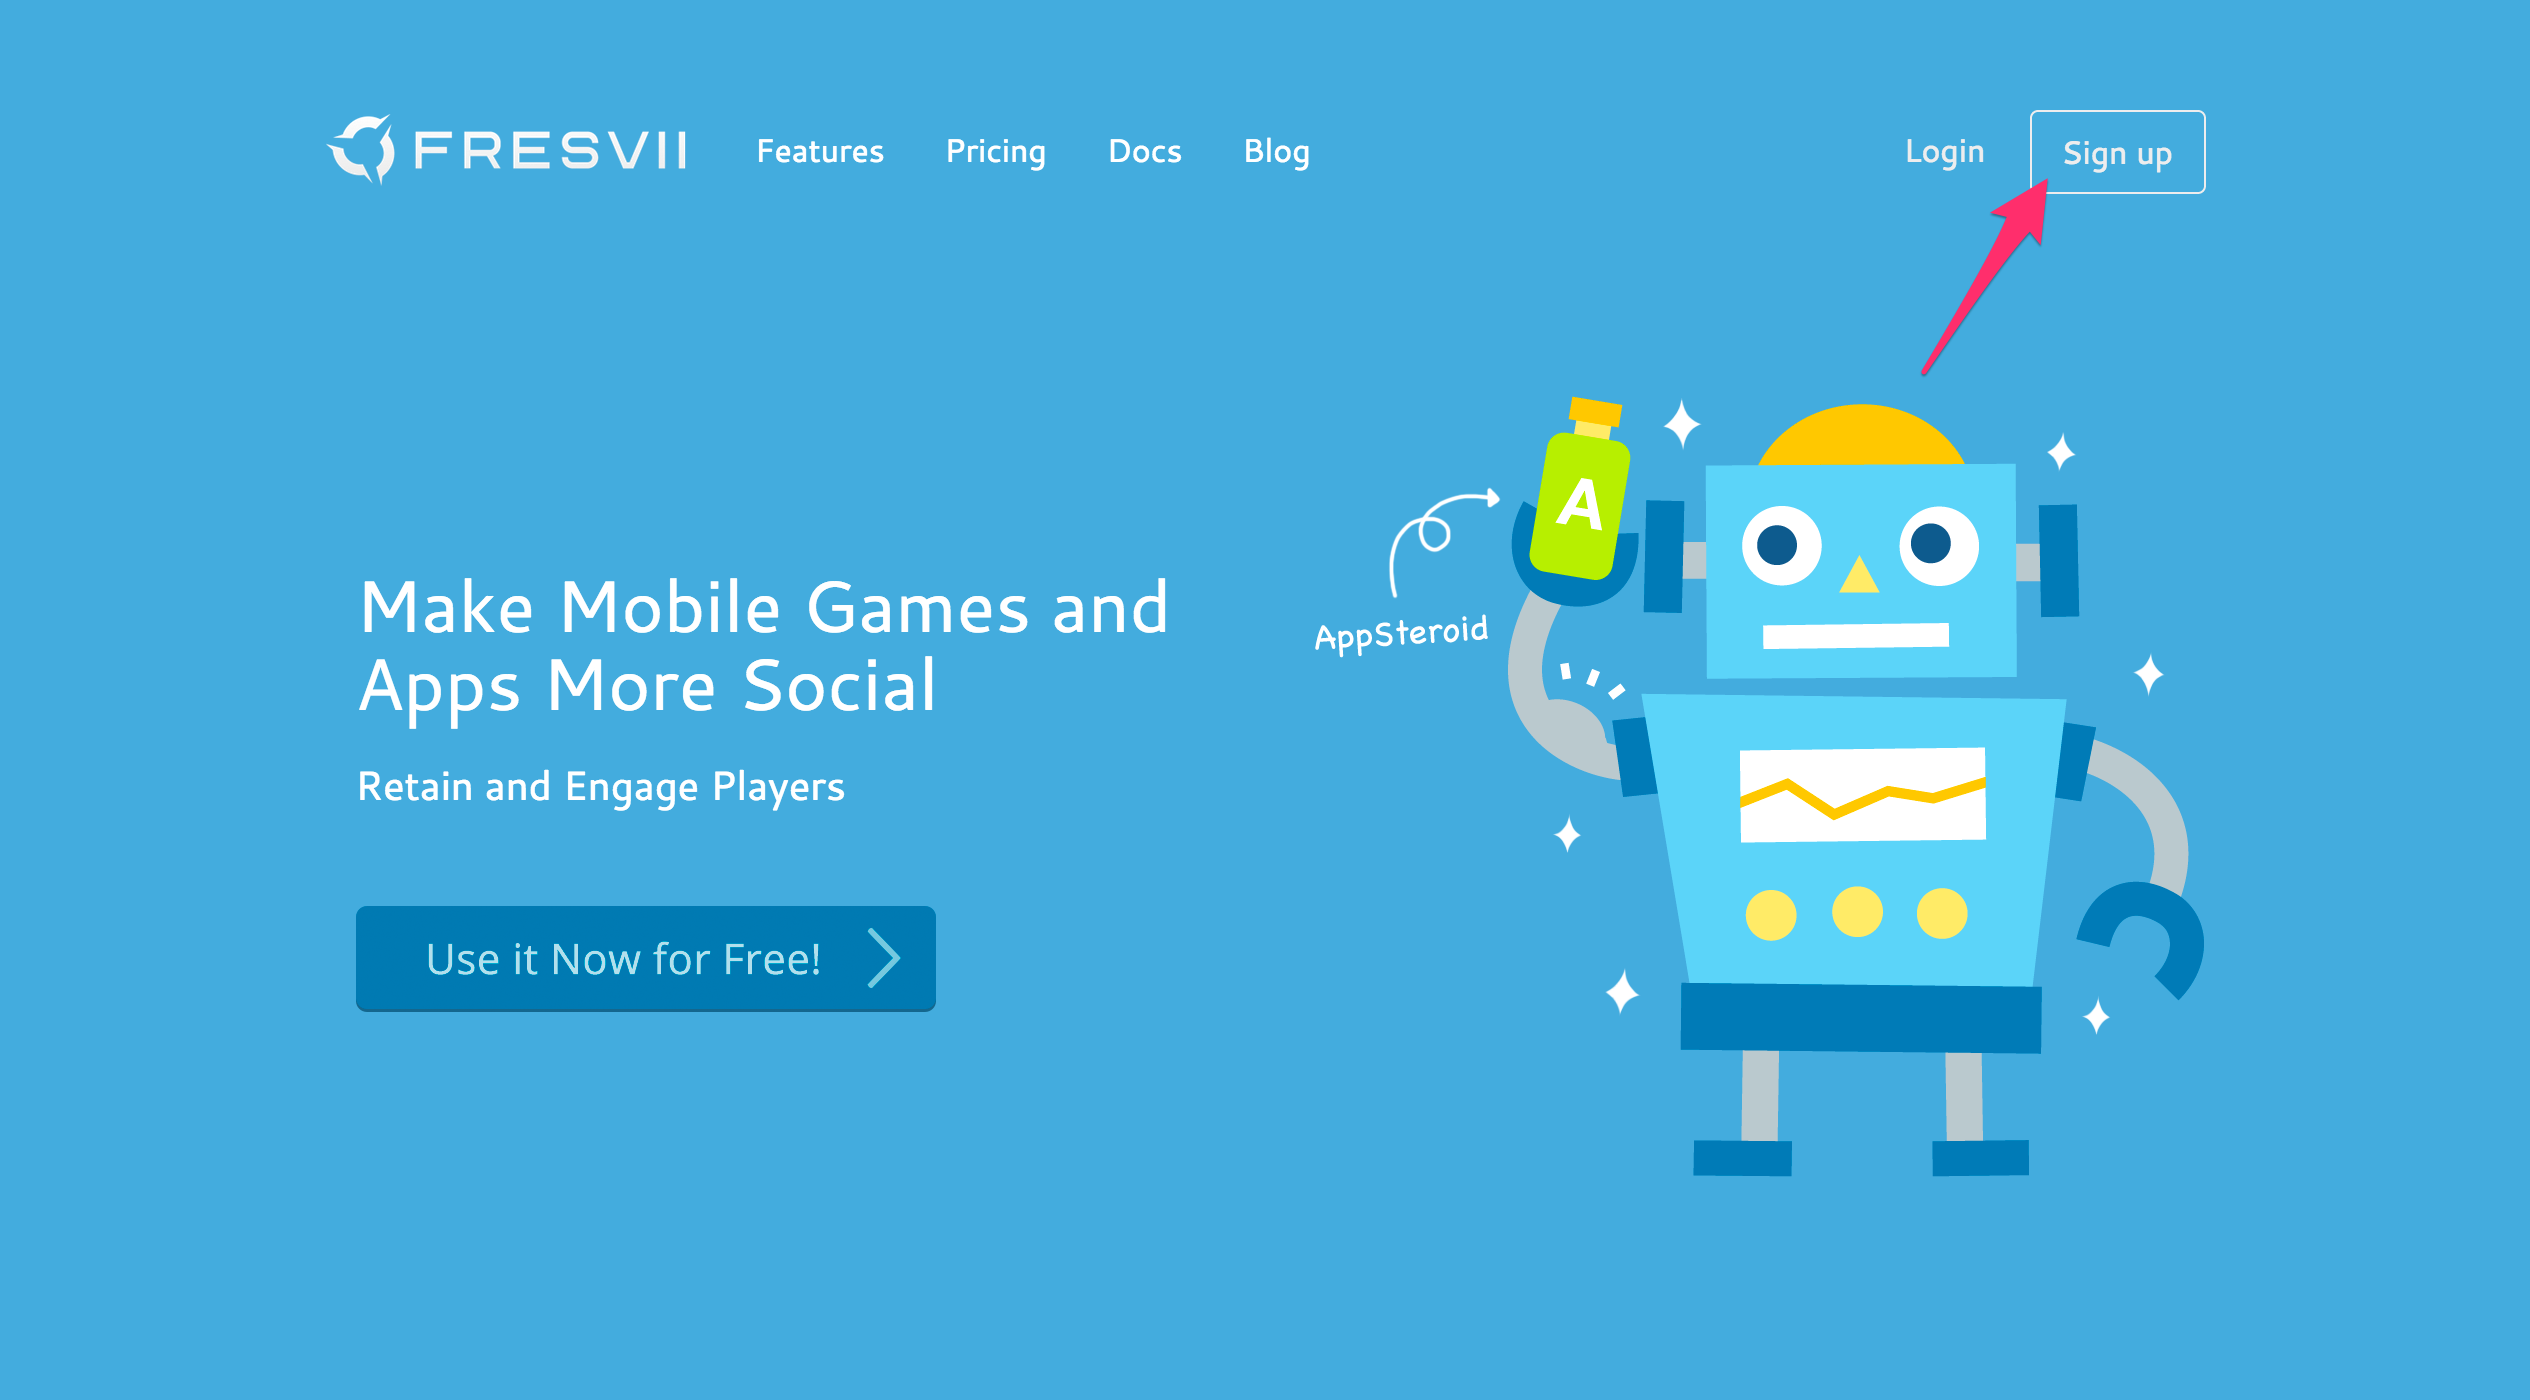 FRESVII Features Pricing Docs Blog Login Sign up
A
AppSteroid
Make Mobile Games and
Apps More Social
Retain and Engage Players
Use it Now for Free!